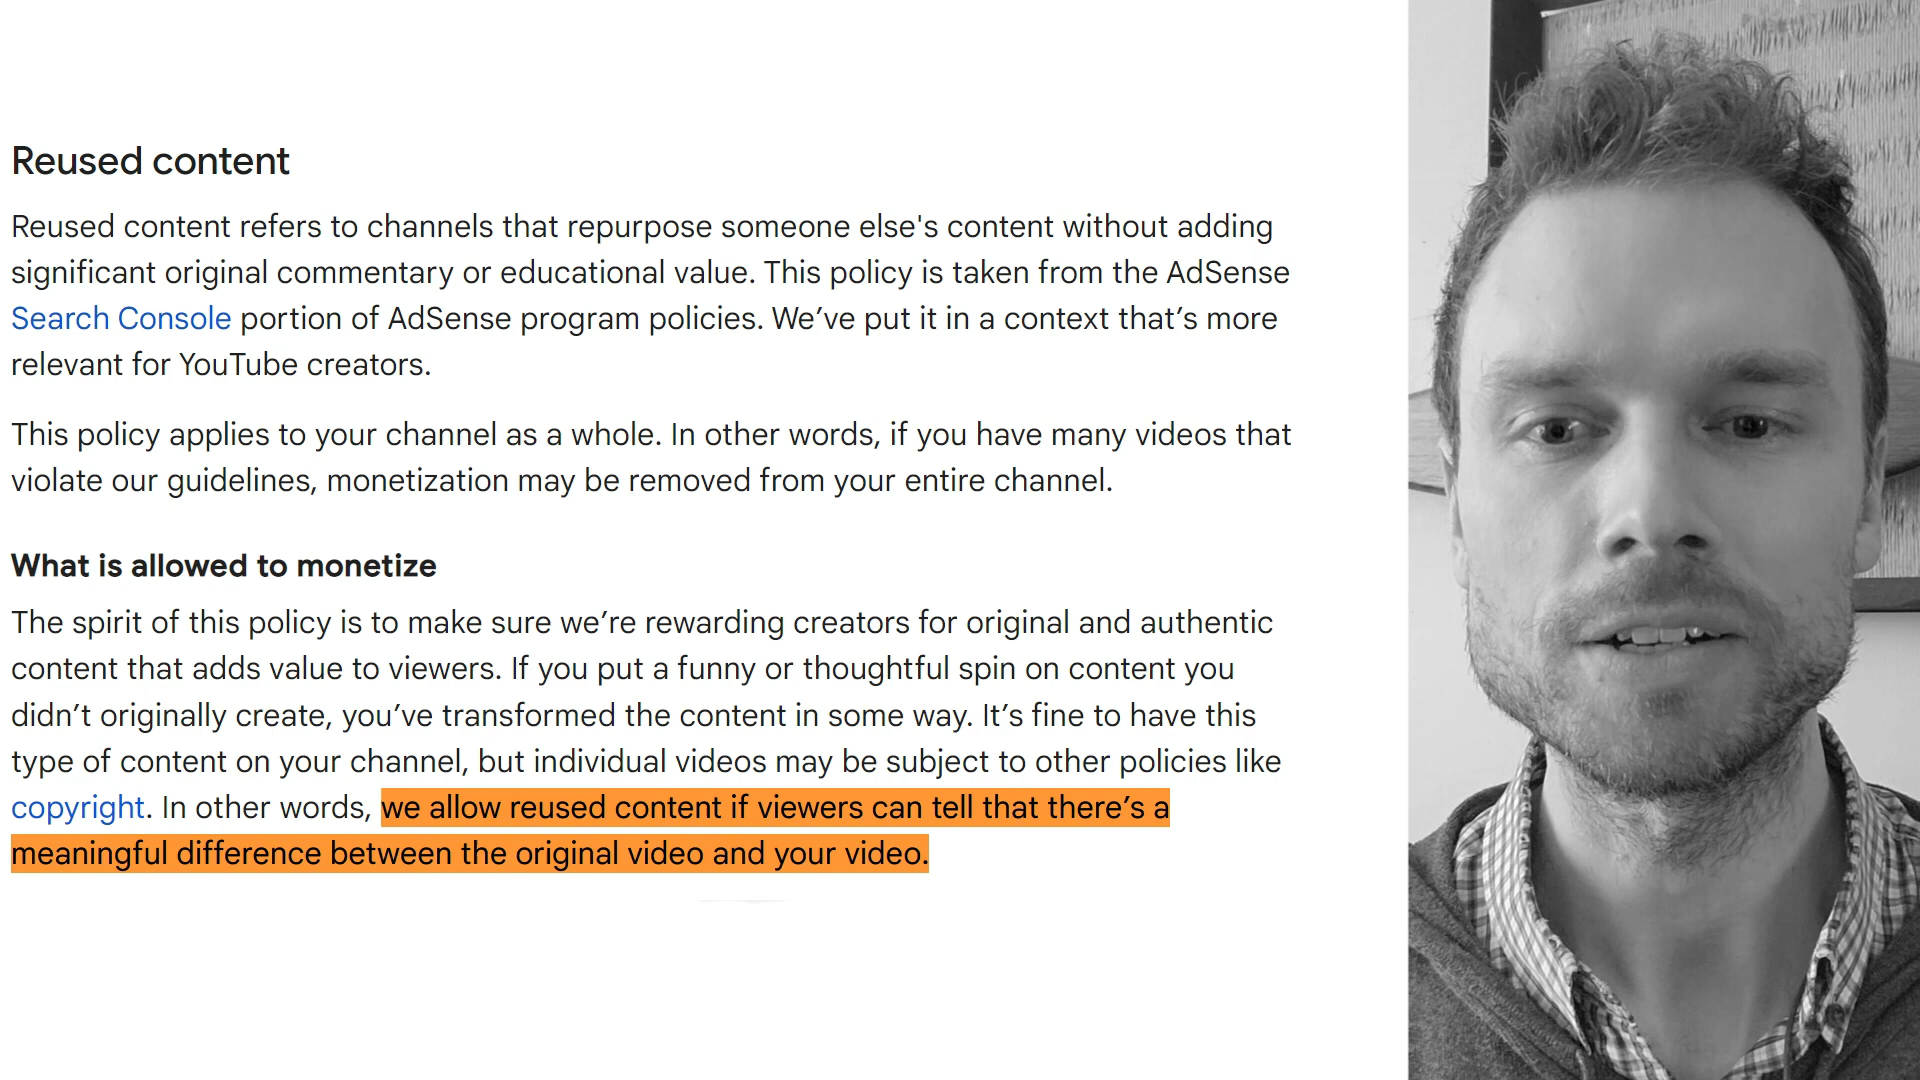 Reused content
Reused content refers to channels that repurpose someone else's content without adding
significant original commentary or educational value. This policy is taken from the AdSense
Search Console portion of AdSense program policies. We’ve put it in a context that’s more
relevant for YouTube creators.
This policy applies to your channel as a whole. In other words, if you have many videos that
violate our guidelines, monetization may be removed from your entire channel.
What is allowed to monetize
The spirit of this policy is to make sure we’re rewarding creators for original and authentic
content that adds value to viewers. If you put a funny or thoughtful spin on content you
didn’t originally create, you’ve transformed the content in some way. It’s fine to have this
type of content on your channel, but individual videos may be subject to other policies like
copyright. In other words, we allow reused content if viewers can tell that there’s a
meaningful difference between the original video and your video.